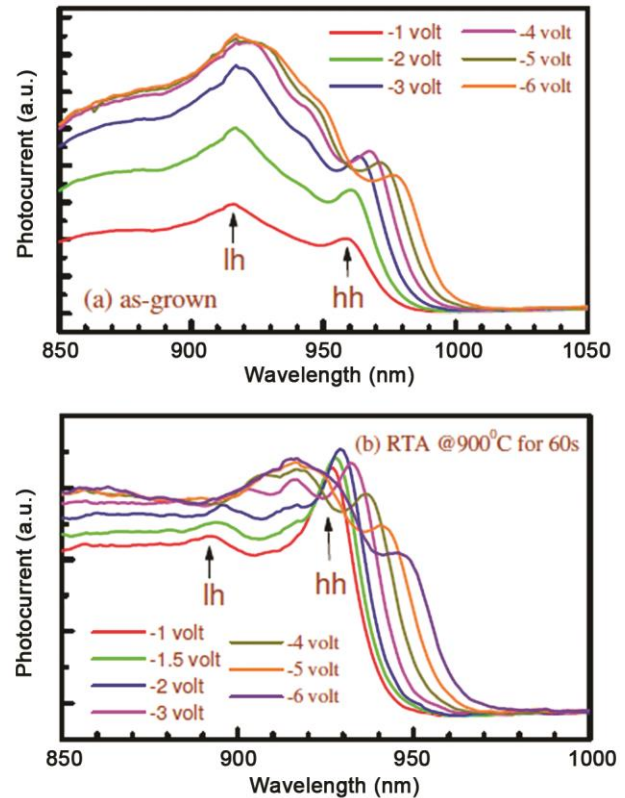 Photocurrent (a.u.)
-1 volt
-2 volt
-3 volt
-4 volt
-5 volt
-6 volt
lh
hh
(a) as-grown
850 900 950 1000 1050
Wavelength (nm)
Photocurrent (a.u.)
(b) RTA @900⁰C for 60s
lh
hh
-1 volt
-1.5 volt
-2 volt
-3 volt
-4 volt
-5 volt
-6 volt
850 900 950 1000
Wavelength (nm)